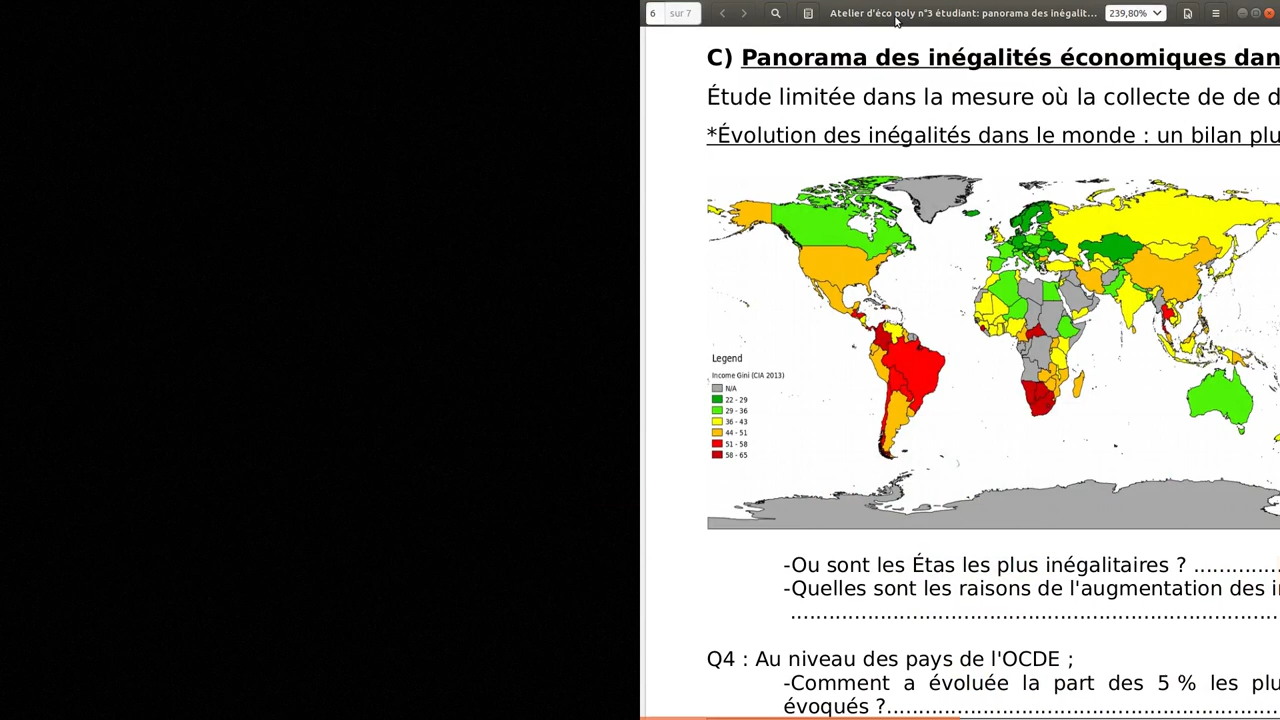 6 sur 7 Atelier d'éco poly n°3 étudiant: panorama des inégalit... 239,80%
C) Panorama des inégalités économiques dan
Étude limitée dans la mesure où la collecte de de d
*Évolution des inégalités dans le monde : un bilan plu
Legend
Income Gini (CIA 2013)
N/A
22 - 29
29 - 36
36 - 43
44 - 51
51 - 58
58 - 65
-Ou sont les Étas les plus inégalitaires ? ............
-Quelles sont les raisons de l'augmentation des i
................................................................
Q4 : Au niveau des pays de l'OCDE ;
-Comment a évoluée la part des 5 % les plu
évoqués ?...................................................